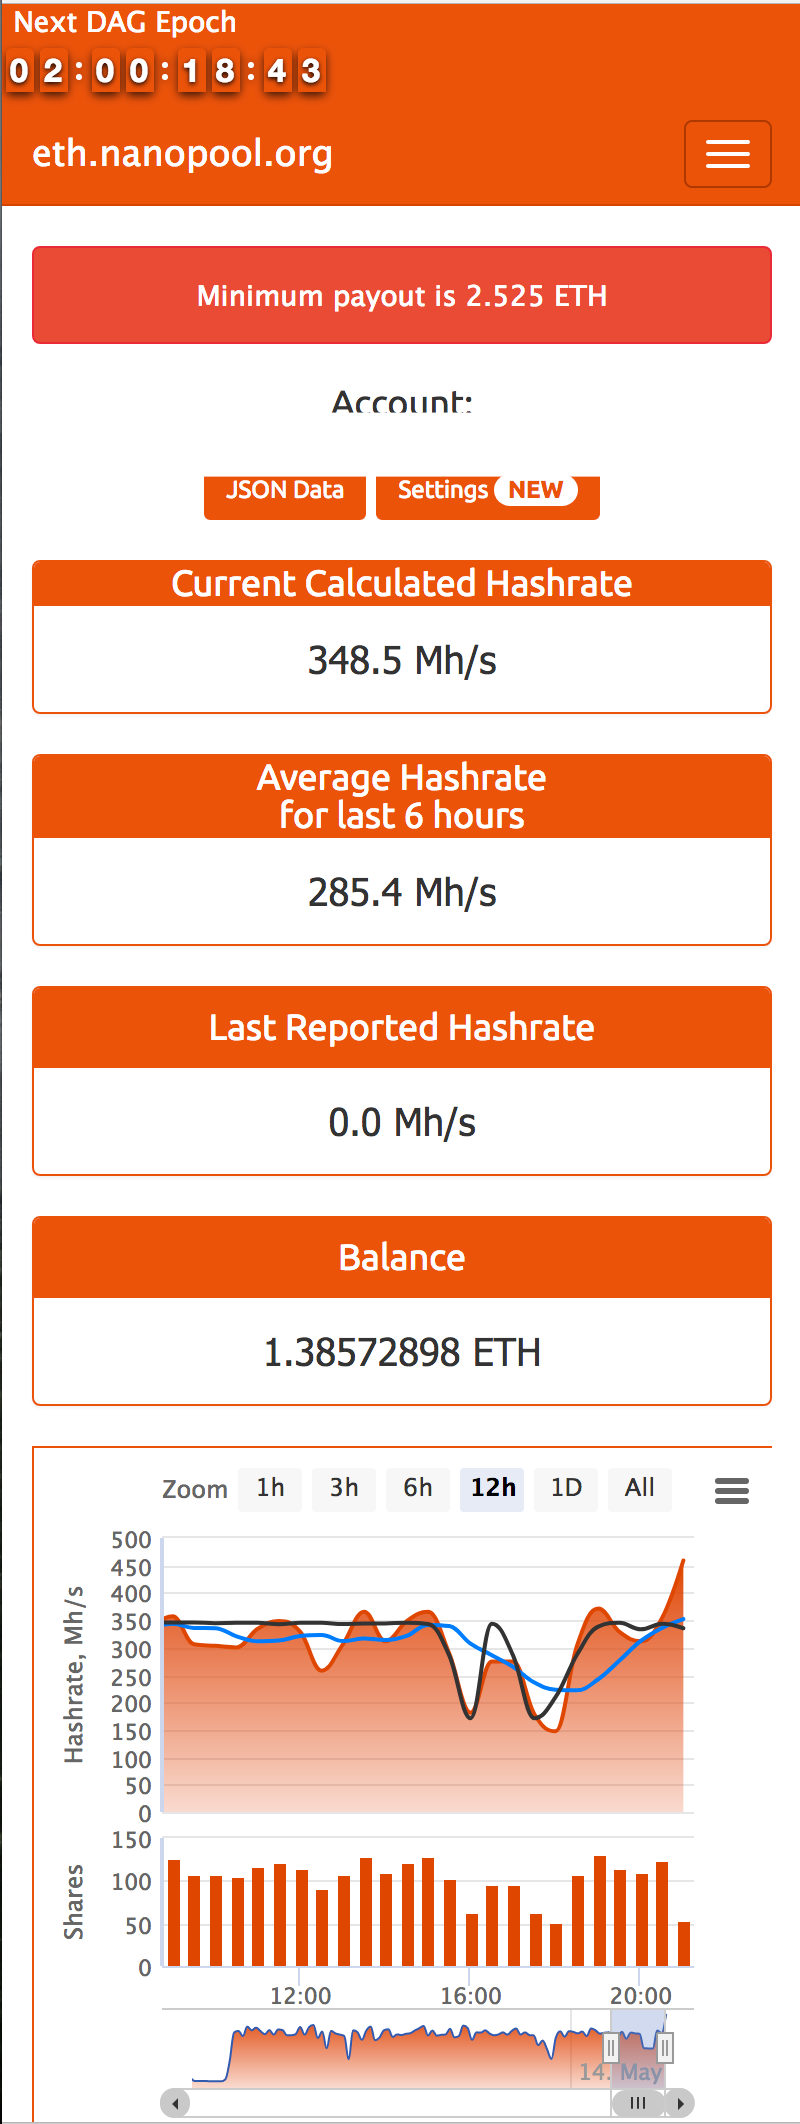 Next DAG Epoch
02:00:18:43
eth.nanopool.org
Minimum payout is 2.525 ETH
Account:
JSON Data Settings NEW
Current Calculated Hashrate
348.5 Mh/s
Average Hashrate
for last 6 hours
285.4 Mh/s
Last Reported Hashrate
0.0 Mh/s
Balance
1.38572898 ETH
Zoom 1h 3h 6h 12h 1D All
Hashrate, Mh/s
500
450
400
350
300
250
200
150
100
50
0
Shares
150
100
50
0
12:00 16:00 20:00
14. May